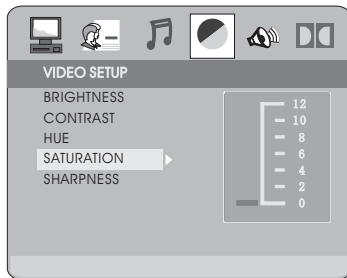 VIDEO SETUP
BRIGHTNESS
CONTRAST
HUE
SATURATION
SHARPNESS
12
10
8
6
4
2
0